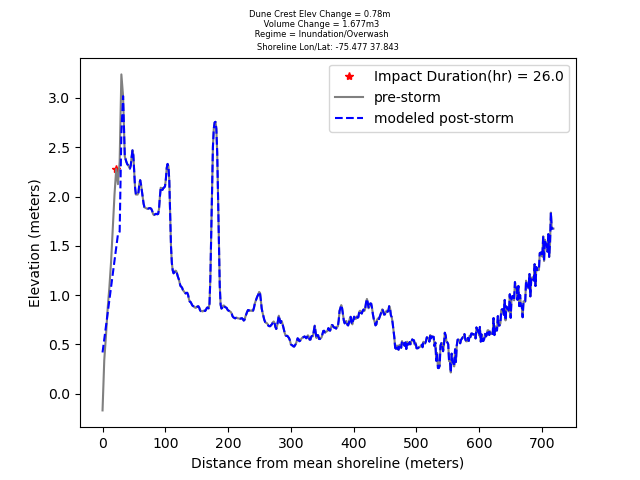 Dune Crest Elev Change = 0.78m
Volume Change = 1.677m3
Regime = Inundation/Overwash
Shoreline Lon/Lat: -75.477 37.843
Impact Duration(hr) = 26.0
pre-storm
modeled post-storm
Elevation (meters)
3.0
2.5
2.0
1.5
1.0
0.5
0.0
0 100 200 300 400 500 600 700
Distance from mean shoreline (meters)